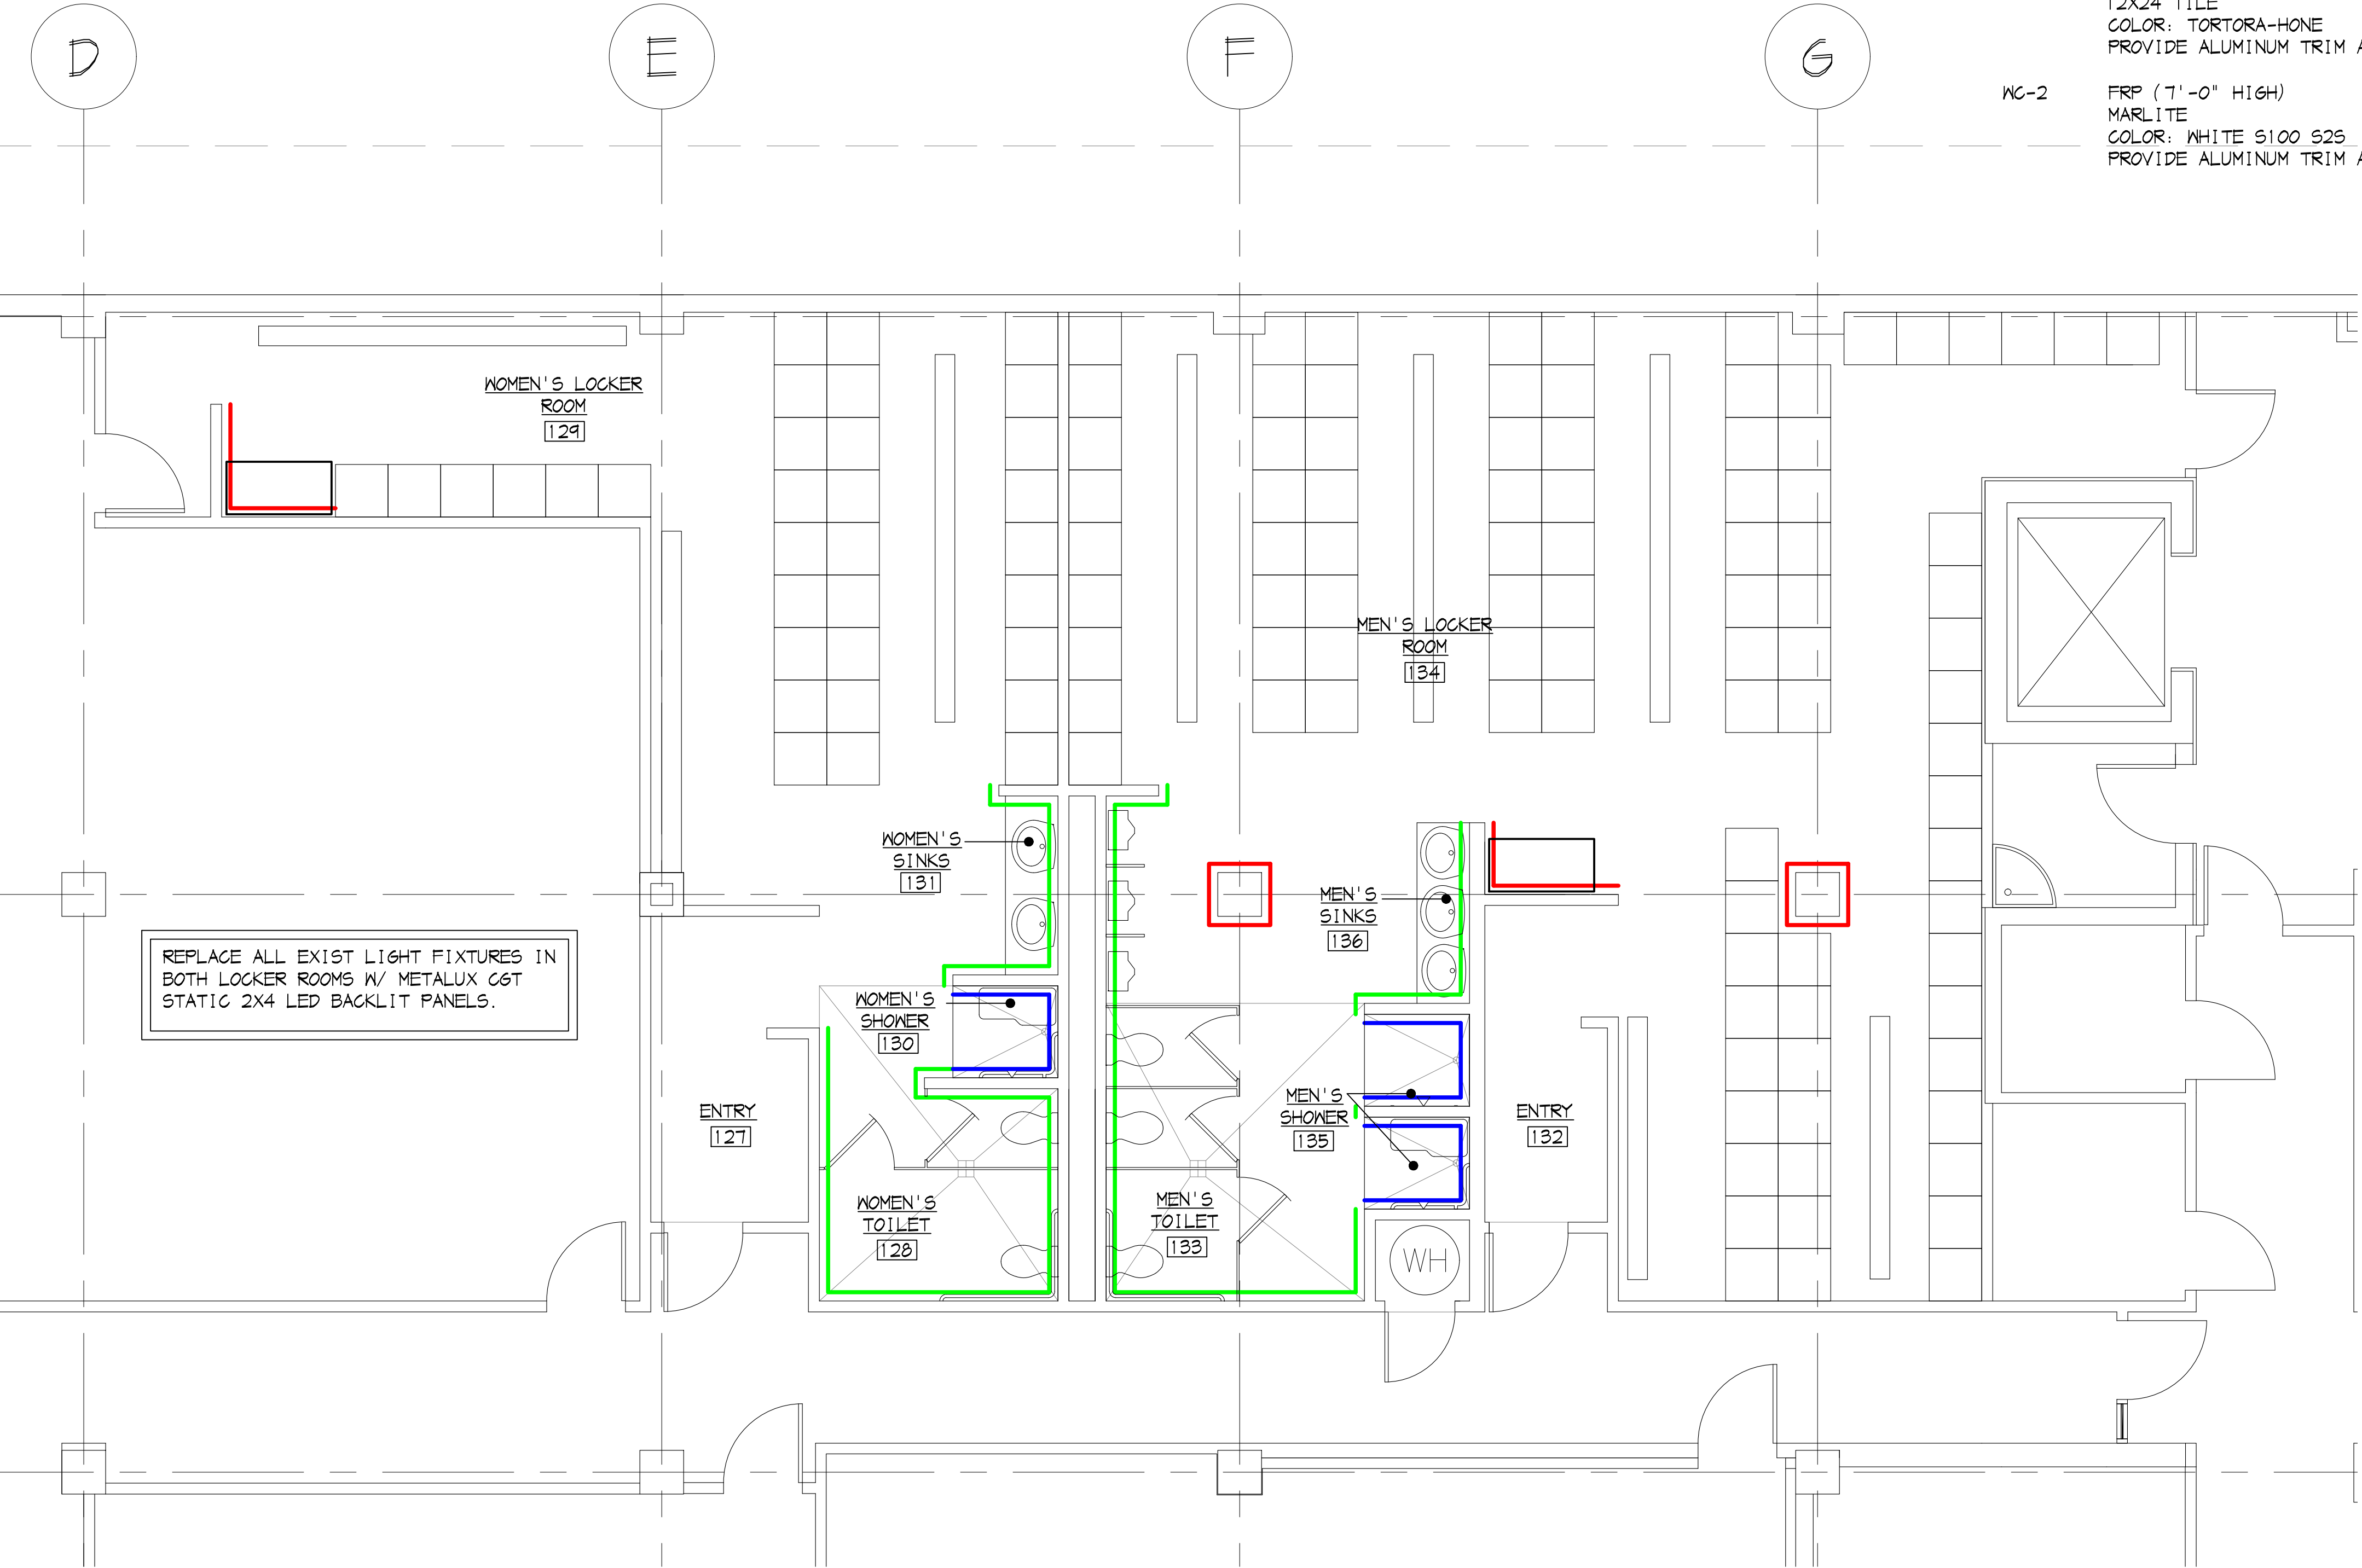 D
E
F
G
12X24 TILE
COLOR: TORTORA-HONE
PROVIDE ALUMINUM TRIM A
WC-2
FRP (7'-0" HIGH)
MARLITE
COLOR: WHITE S100 S2S
PROVIDE ALUMINUM TRIM A
WOMEN'S LOCKER
ROOM
129
MEN'S LOCKER
ROOM
134
WOMEN'S
SINKS
131
MEN'S
SINKS
136
REPLACE ALL EXIST LIGHT FIXTURES IN
BOTH LOCKER ROOMS W/ METALUX CGT
STATIC 2X4 LED BACKLIT PANELS.
WOMEN'S
SHOWER
130
ENTRY
127
MEN'S
SHOWER
135
ENTRY
132
WOMEN'S
TOILET
128
MEN'S
TOILET
133
WH